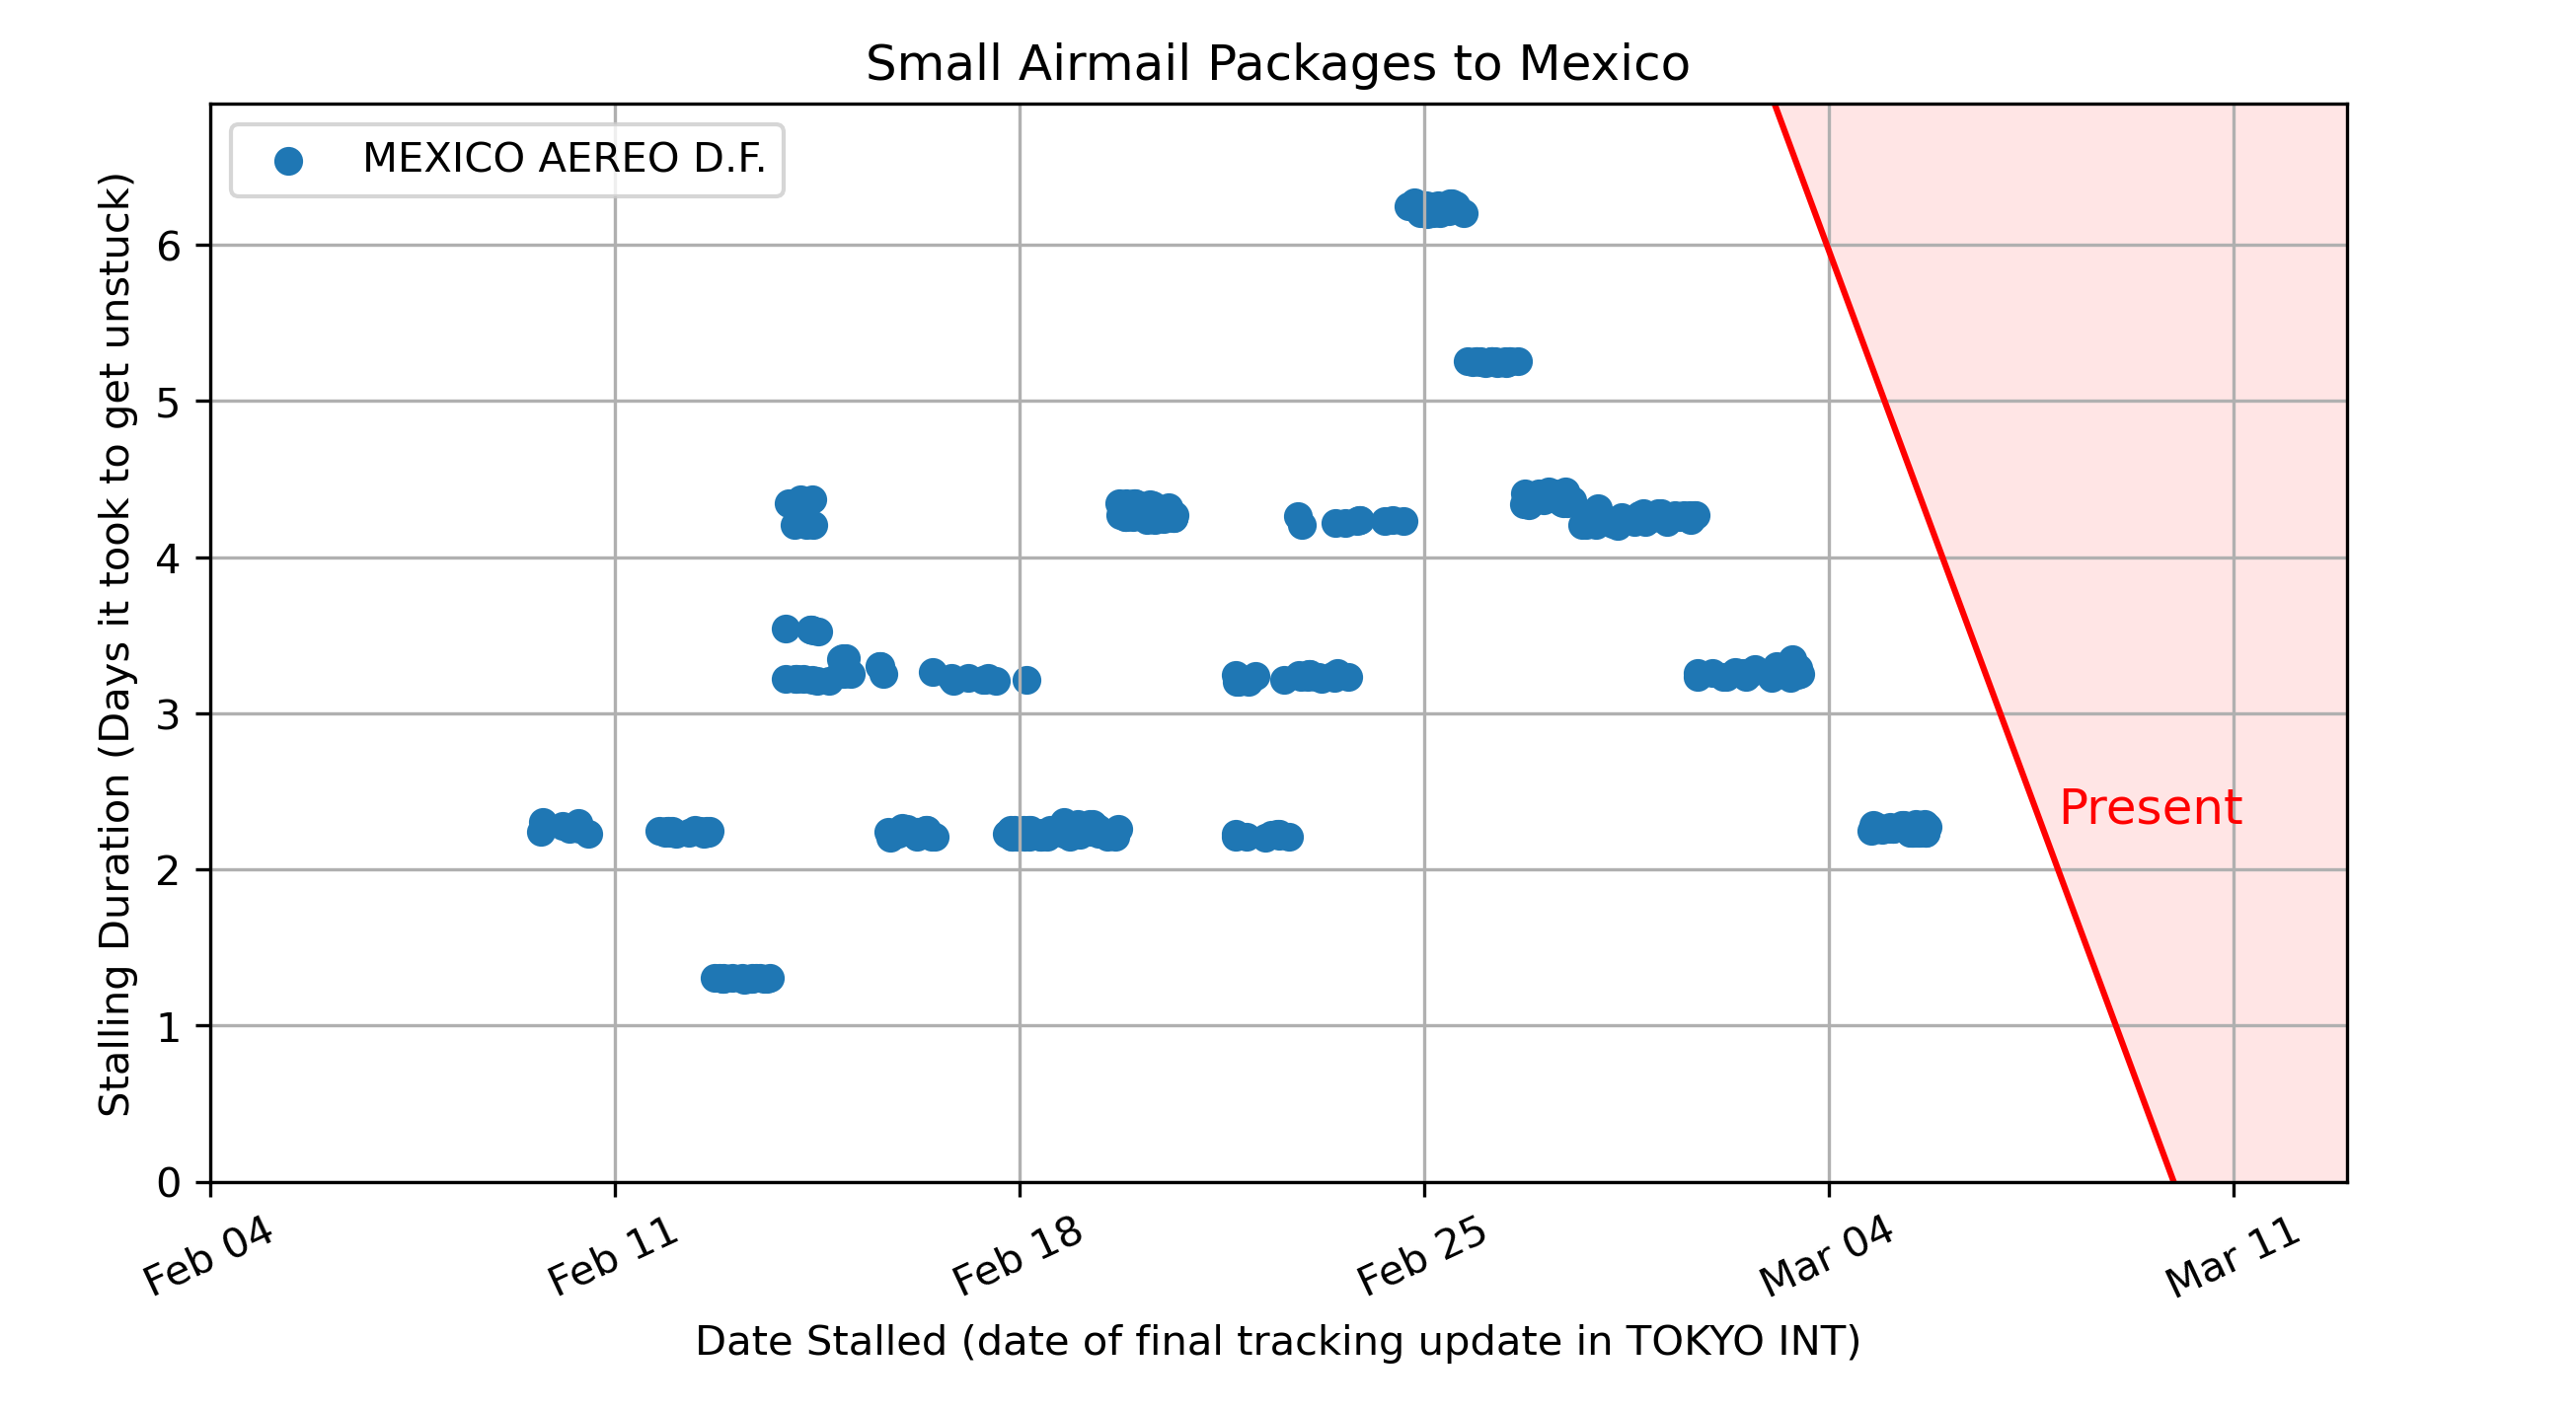 Small Airmail Packages to Mexico
MEXICO AEREO D.F.
Stalling Duration (Days it took to get unstuck)
6
5
4
3
2
1
0
Present
Feb 04
Feb 11
Feb 18
Feb 25
Mar 04
Mar 11
Date Stalled (date of final tracking update in TOKYO INT)